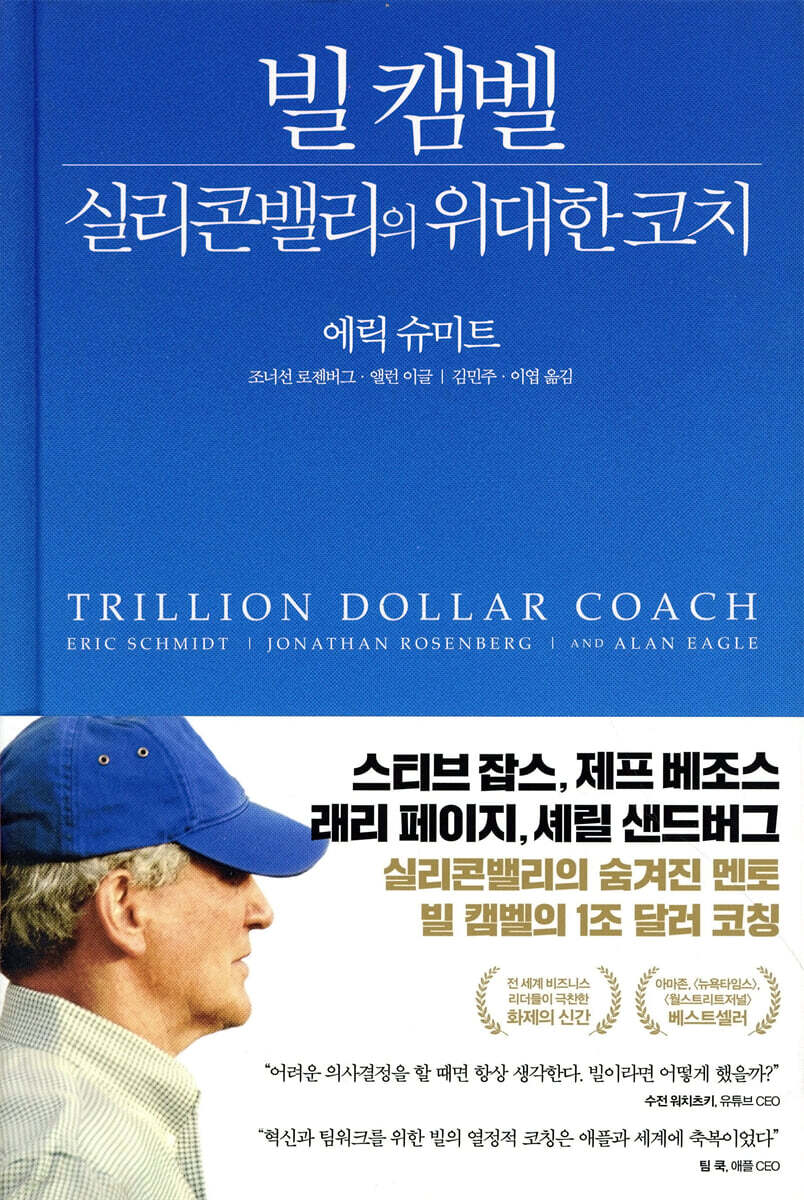 빌 캠벨
실리콘밸리의 위대한 코치
에릭 슈미트
조너선 로젠버그 · 앨런 이글 | 김민주 · 이엽 옮김
TRILLION DOLLAR COACH
ERIC SCHMIDT | JONATHAN ROSENBERG | AND ALAN EAGLE
스티브 잡스, 제프 베조스
래리 페이지, 셰릴 샌드버그
실리콘밸리의 숨겨진 멘토
빌 캠벨의 1조 달러 코칭
전 세계 비즈니스
리더들이 극찬한
화제의 신간
아마존, 〈뉴욕타임스〉,
〈월스트리트저널〉
베스트셀러
“어려운 의사결정을 할 때면 항상 생각한다. 빌이라면 어떻게 했을까?”
수전 워치츠키, 유튜브 CEO
“혁신과 팀워크를 위한 빌의 열정적 코칭은 애플과 세계에 축복이었다”
팀 쿡, 애플 CEO